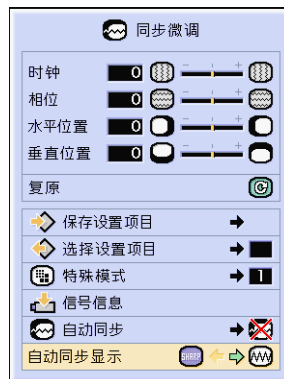 同步微调
时钟 0
相位 0
水平位置 0
垂直位置 0
复原
保存设置项目
选择设置项目
特殊模式 1
信号信息
自动同步
自动同步显示 SHARP